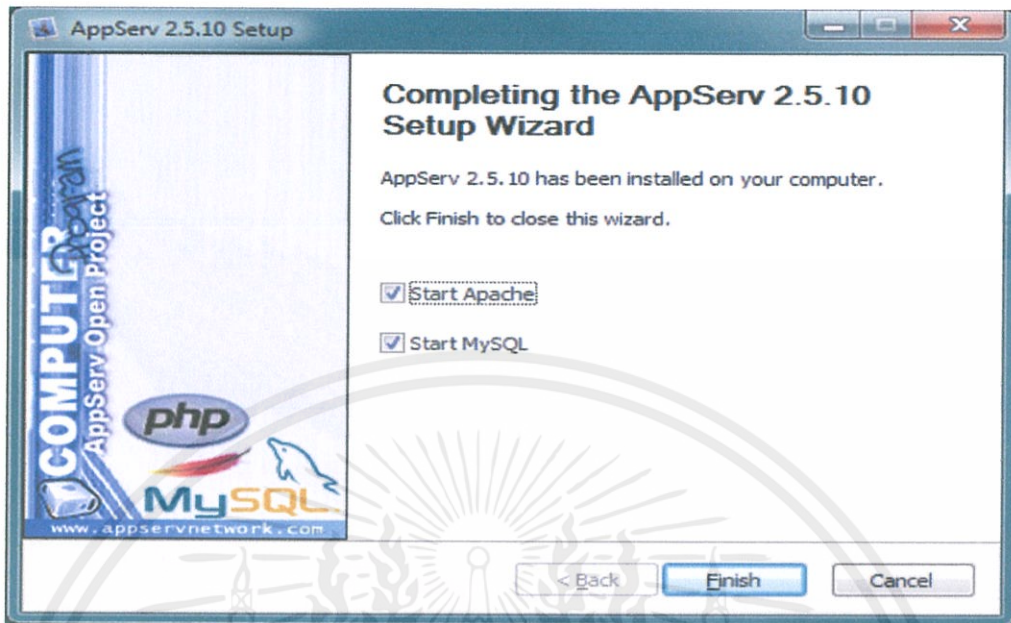 AppServ 2.5.10 Setup
Completing the AppServ 2.5.10
Setup Wizard
AppServ 2.5.10 has been installed on your computer.
Click Finish to close this wizard.
Start Apache
Start MySQL
COMPUTER
AppServ Open Project
php
MySQL
www.appservnetwork.com
< Back
Finish
Cancel